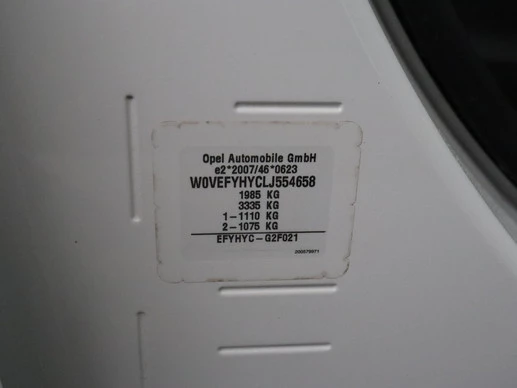 Opel Automobile GmbH
e2*2007/46*0623
W0VEFYHYCLJ554658
1985 KG
3335 KG
1-1110 KG
2-1075 KG
EFYHYC-G2F021